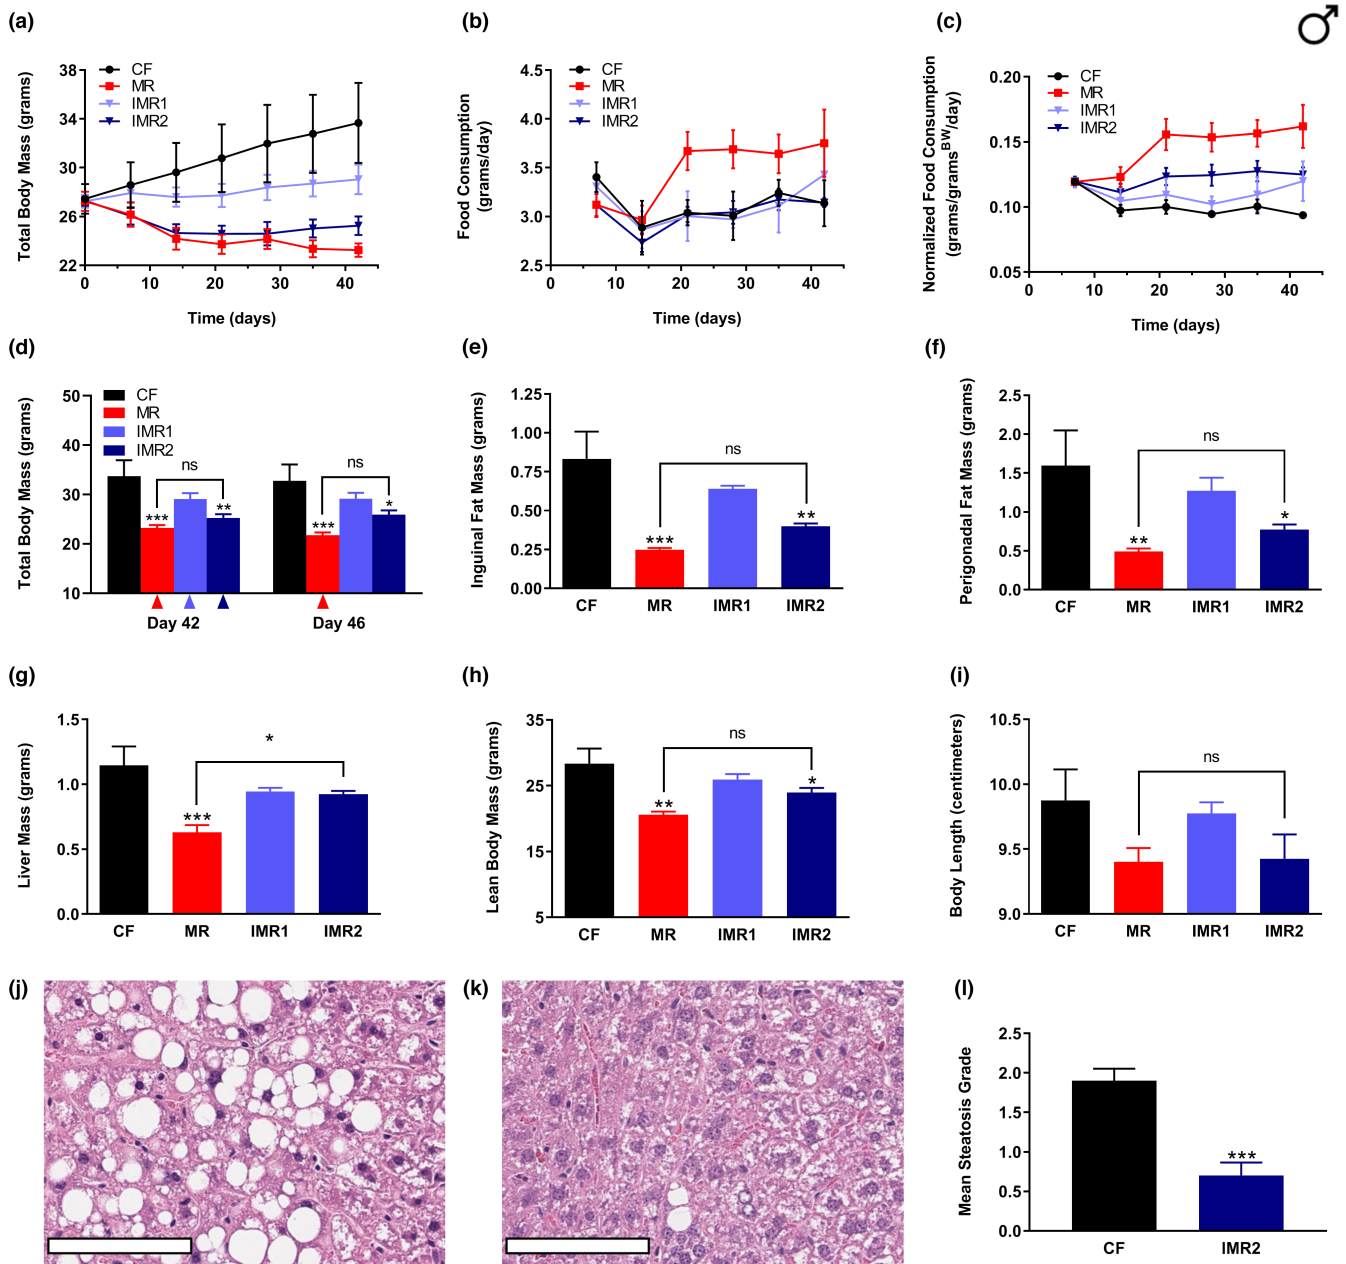 (a)
Total Body Mass (grams)
38
34
30
26
22
CF
MR
IMR1
IMR2
0 10 20 30 40
Time (days)
(b)
Food Consumption
(grams/day)
4.5
4.0
3.5
3.0
2.5
CF
MR
IMR1
IMR2
0 10 20 30 40
Time (days)
(c)
Normalized Food Consumption
(grams/gramsBW/day)
0.20
0.15
0.10
0.05
CF
MR
IMR1
IMR2
0 10 20 30 40
Time (days)
(d)
Total Body Mass (grams)
50
40
30
20
10
CF
MR
IMR1
IMR2
ns
ns
*** **
*** *
Day 42 Day 46
(e)
Inguinal Fat Mass (grams)
1.25
1.00
0.75
0.50
0.25
0.00
ns
*** **
CF MR IMR1 IMR2
(f)
Perigonadal Fat Mass (grams)
2.5
2.0
1.5
1.0
0.5
0.0
ns
** *
CF MR IMR1 IMR2
(g)
Liver Mass (grams)
1.5
1.0
0.5
0.0
*
***
CF MR IMR1 IMR2
(h)
Lean Body Mass (grams)
35
25
15
5
ns
** *
CF MR IMR1 IMR2
(i)
Body Length (centimeters)
10.5
10.0
9.5
9.0
ns
CF MR IMR1 IMR2
(j)
(k)
(l)
Mean Steatosis Grade
2.5
2.0
1.5
1.0
0.5
0.0
***
CF IMR2